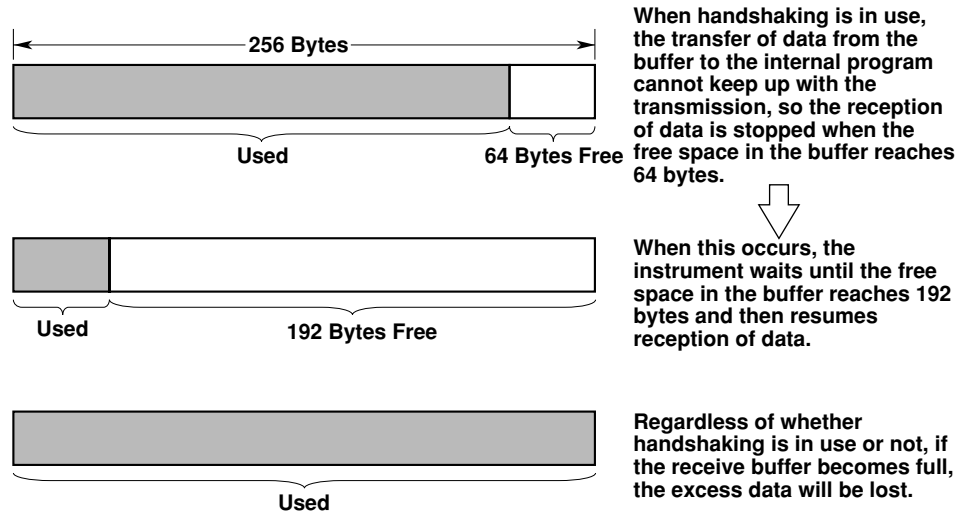 256 Bytes
Used
64 Bytes Free
When handshaking is in use,
the transfer of data from the
buffer to the internal program
cannot keep up with the
transmission, so the reception
of data is stopped when the
free space in the buffer reaches
64 bytes.
Used
192 Bytes Free
When this occurs, the
instrument waits until the free
space in the buffer reaches 192
bytes and then resumes
reception of data.
Used
Regardless of whether
handshaking is in use or not, if
the receive buffer becomes full,
the excess data will be lost.